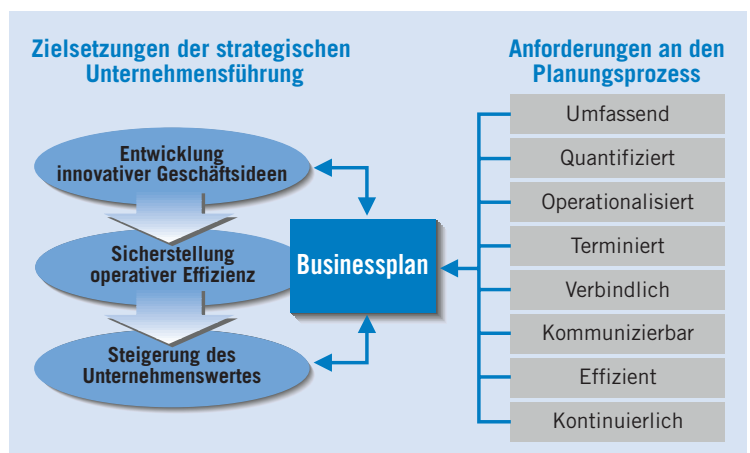 Zielsetzungen der strategischen
Unternehmensführung
Entwicklung
innovativer Geschäftsideen
Sicherstellung
operativer Effizienz
Steigerung des
Unternehmenswertes
Businessplan
Anforderungen an den
Planungsprozess
Umfassend
Quantifiziert
Operationalisiert
Terminiert
Verbindlich
Kommunizierbar
Effizient
Kontinuierlich